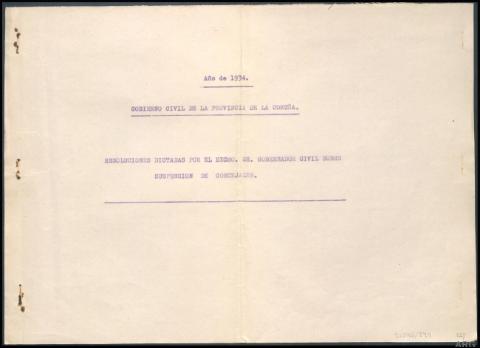 Año de 1934.
GOBIERNO CIVIL DE LA PROVINCIA DE LA CORUÑA.
RESOLUCIONES DICTADAS POR EL EXCMO. SR. GOBERNADOR CIVIL SOBRE
SUSPENSION DE CONCEJALES.